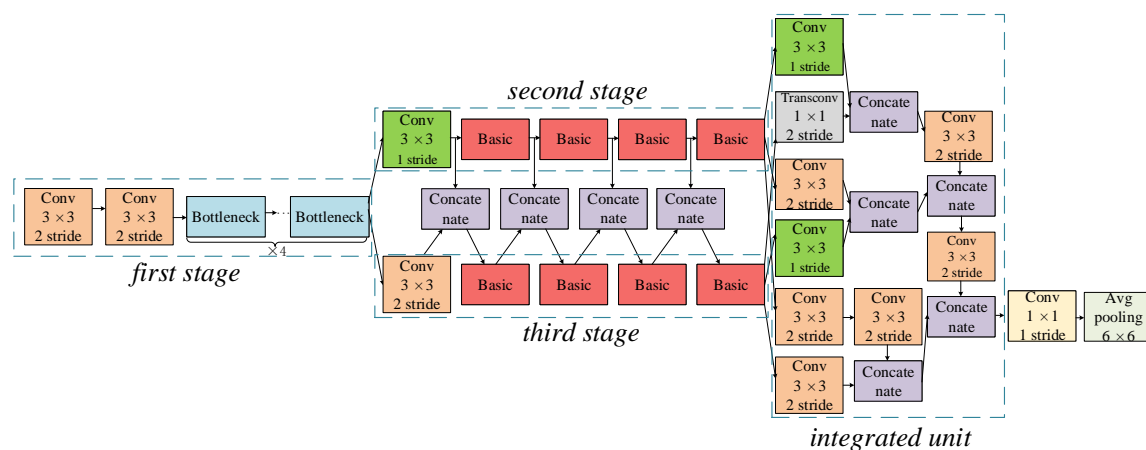 Conv
3 ×3
2 stride
Conv
3 ×3
2 stride
Bottleneck
...
Bottleneck
×4
first stage
second stage
Conv
3 ×3
1 stride
Basic
Basic
Basic
Basic
Concate
nate
Concate
nate
Concate
nate
Concate
nate
Conv
3 ×3
2 stride
Basic
Basic
Basic
Basic
third stage
Conv
3 ×3
1 stride
Transconv
1 ×1
2 stride
Concate
nate
Conv
3 ×3
2 stride
Conv
3 ×3
2 stride
Conv
3 ×3
1 stride
Concate
nate
Concate
nate
Conv
3 ×3
2 stride
Conv
3 ×3
2 stride
Conv
3 ×3
2 stride
Concate
nate
Conv
3 ×3
2 stride
Concate
nate
Conv
1 ×1
1 stride
Avg
pooling
6 ×6
integrated unit